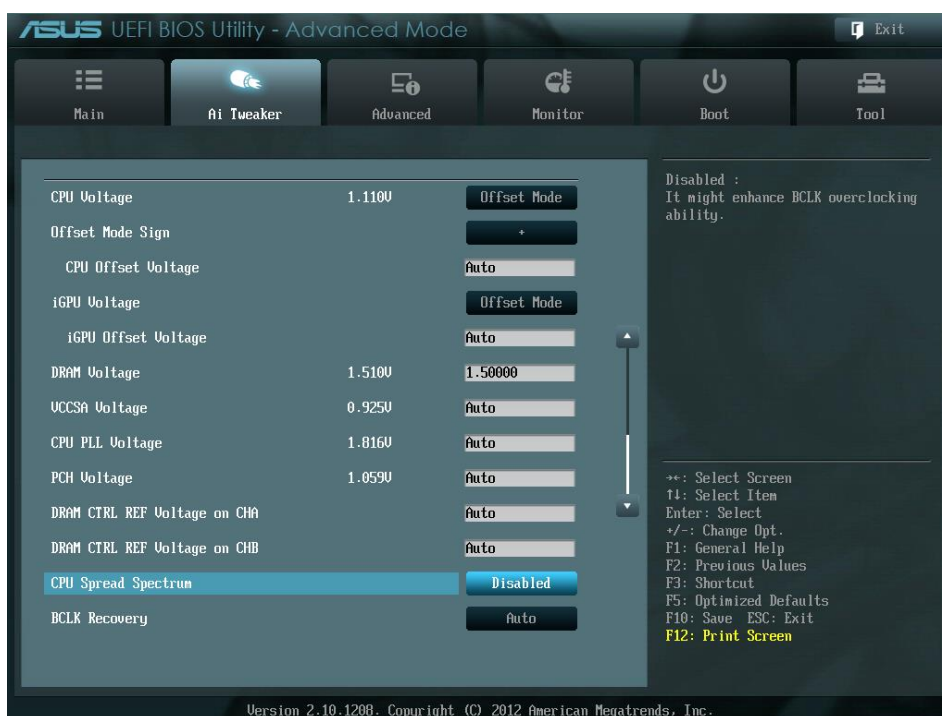 ASUS UEFI BIOS Utility - Advanced Mode
Exit
Main
Ai Tweaker
Advanced
Monitor
Boot
Tool
CPU Voltage 1.110V Offset Mode
Offset Mode Sign +
CPU Offset Voltage Auto
iGPU Voltage Offset Mode
iGPU Offset Voltage Auto
DRAM Voltage 1.510V 1.50000
VCCSA Voltage 0.925V Auto
CPU PLL Voltage 1.816V Auto
PCH Voltage 1.059V Auto
DRAM CTRL REF Voltage on CHA Auto
DRAM CTRL REF Voltage on CHB Auto
CPU Spread Spectrum Disabled
BCLK Recovery Auto
Disabled :
It might enhance BCLK overclocking
ability.
→←: Select Screen
↑↓: Select Item
Enter: Select
+/-: Change Opt.
F1: General Help
F2: Previous Values
F3: Shortcut
F5: Optimized Defaults
F10: Save ESC: Exit
F12: Print Screen
Version 2.10.1208. Copyright (C) 2012 American Megatrends, Inc.